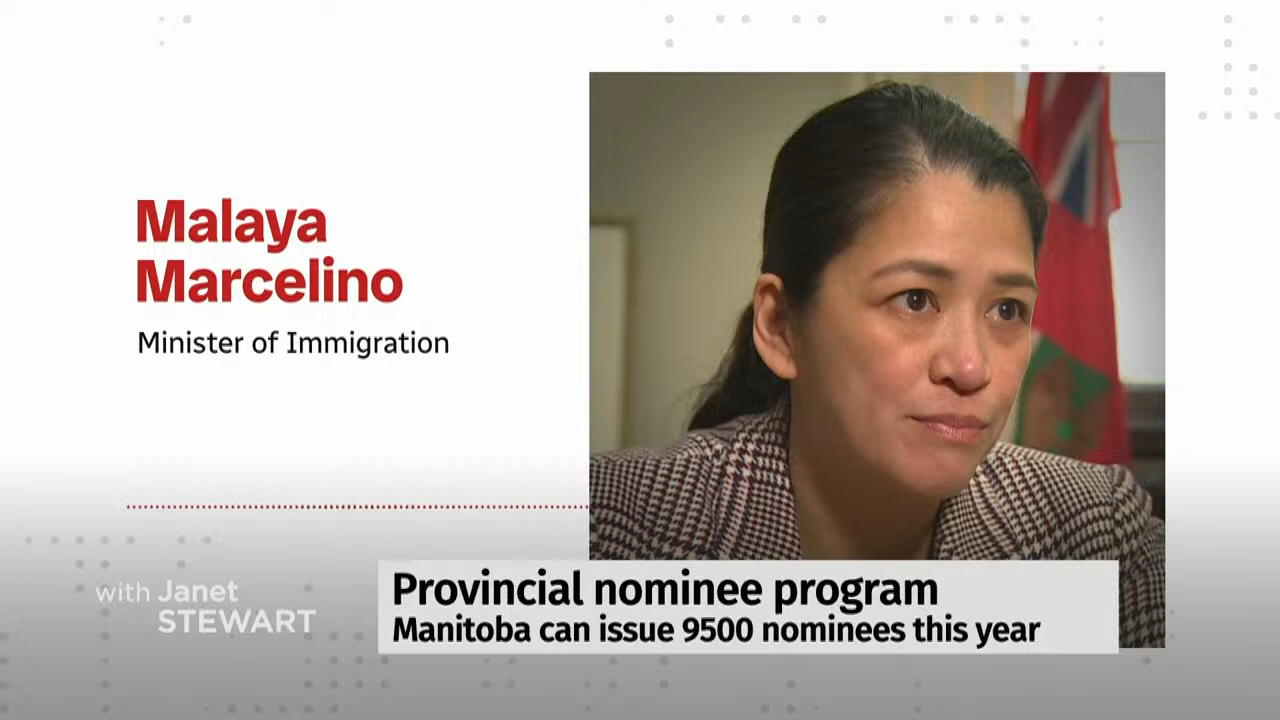 Malaya
Marcelino
Minister of Immigration
with Janet
STEWART
Provincial nominee program
Manitoba can issue 9500 nominees this year